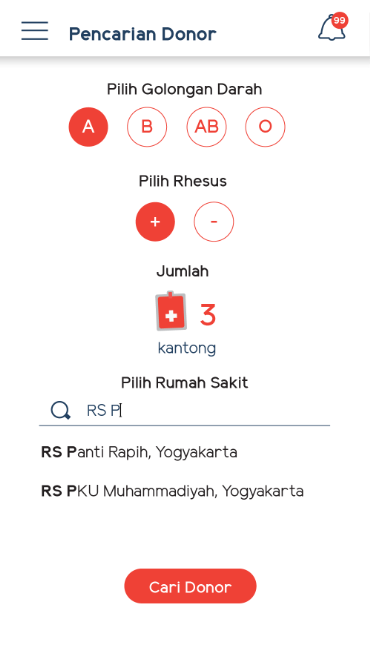 Pencarian Donor
99
Pilih Golongan Darah
A B AB O
Pilih Rhesus
+ -
Jumlah
3
kantong
Pilih Rumah Sakit
RS P
RS Panti Rapih, Yogyakarta
RS PKU Muhammadiyah, Yogyakarta
Cari Donor